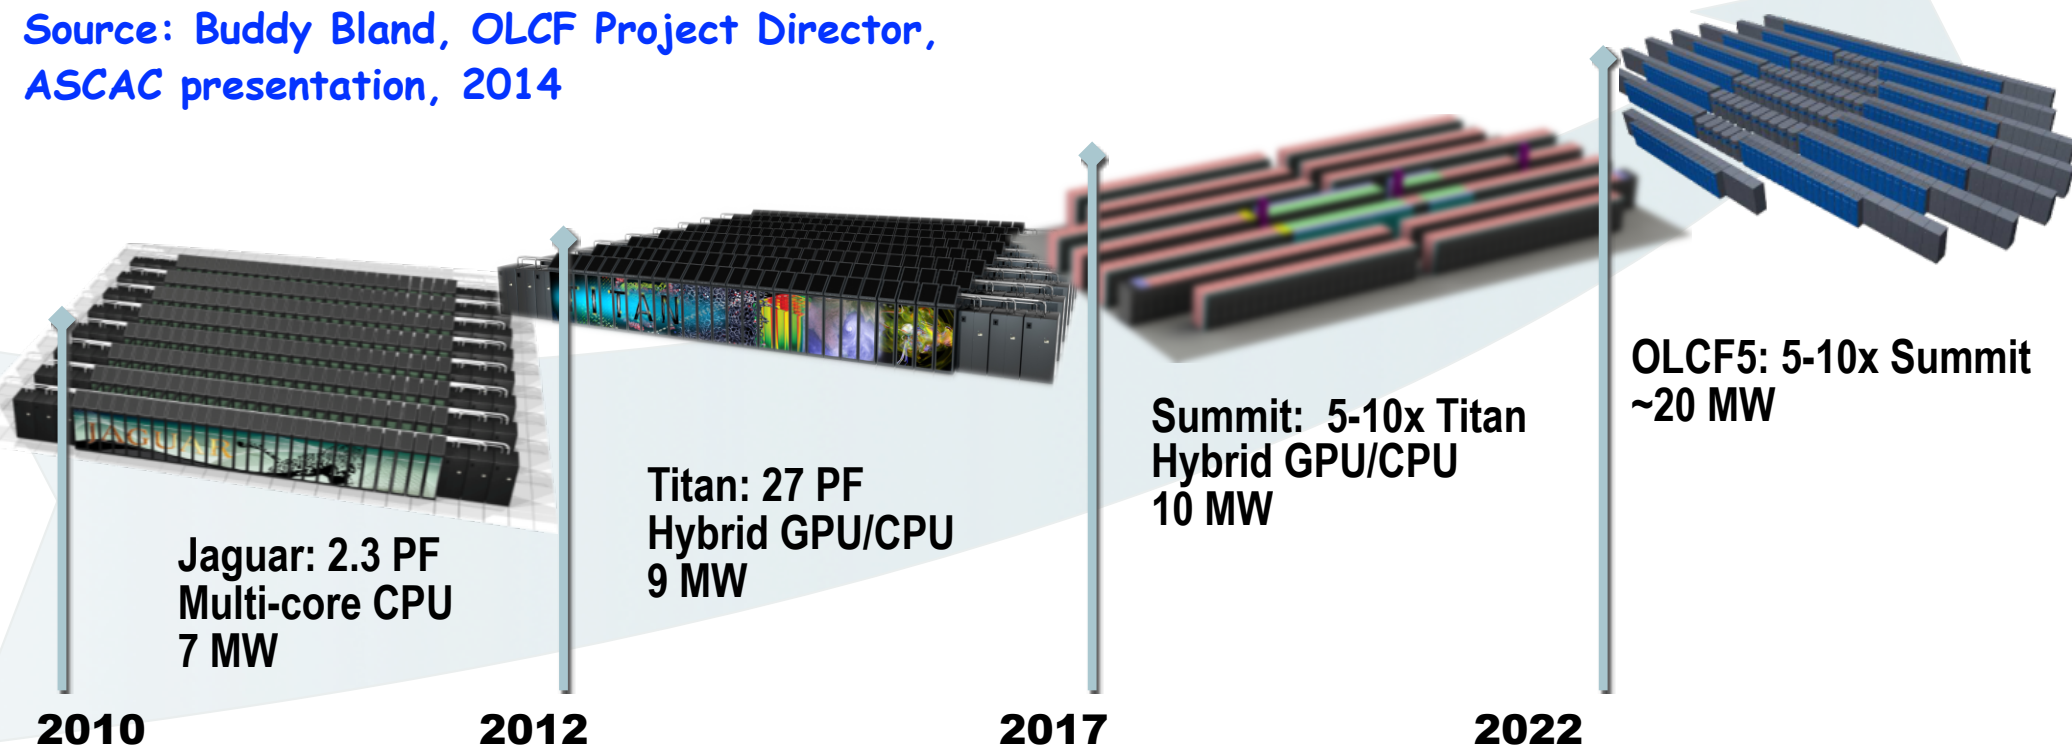 Source: Buddy Bland, OLCF Project Director,
ASCAC presentation, 2014
JAGUAR
Jaguar: 2.3 PF
Multi-core CPU
7 MW
TITAN
Titan: 27 PF
Hybrid GPU/CPU
9 MW
Summit: 5-10x Titan
Hybrid GPU/CPU
10 MW
OLCF5: 5-10x Summit
~20 MW
2010
2012
2017
2022